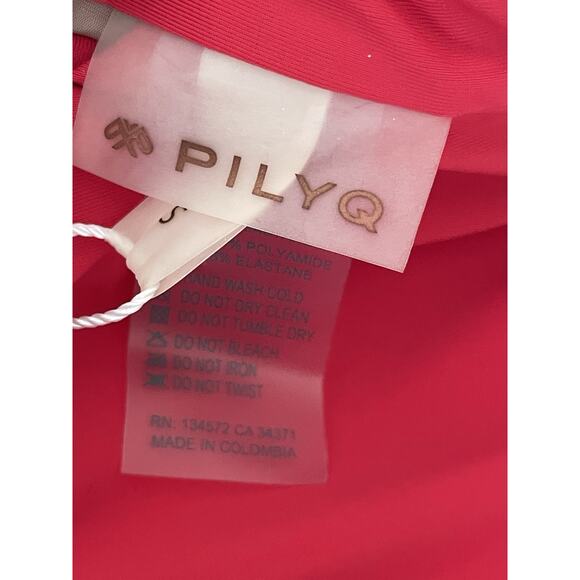 PILYQ
S
% POLYAMIDE
% ELASTANE
HAND WASH COLD
DO NOT DRY CLEAN
DO NOT TUMBLE DRY
DO NOT BLEACH
DO NOT IRON
DO NOT TWIST
RN: 134572 CA 34371
MADE IN COLOMBIA